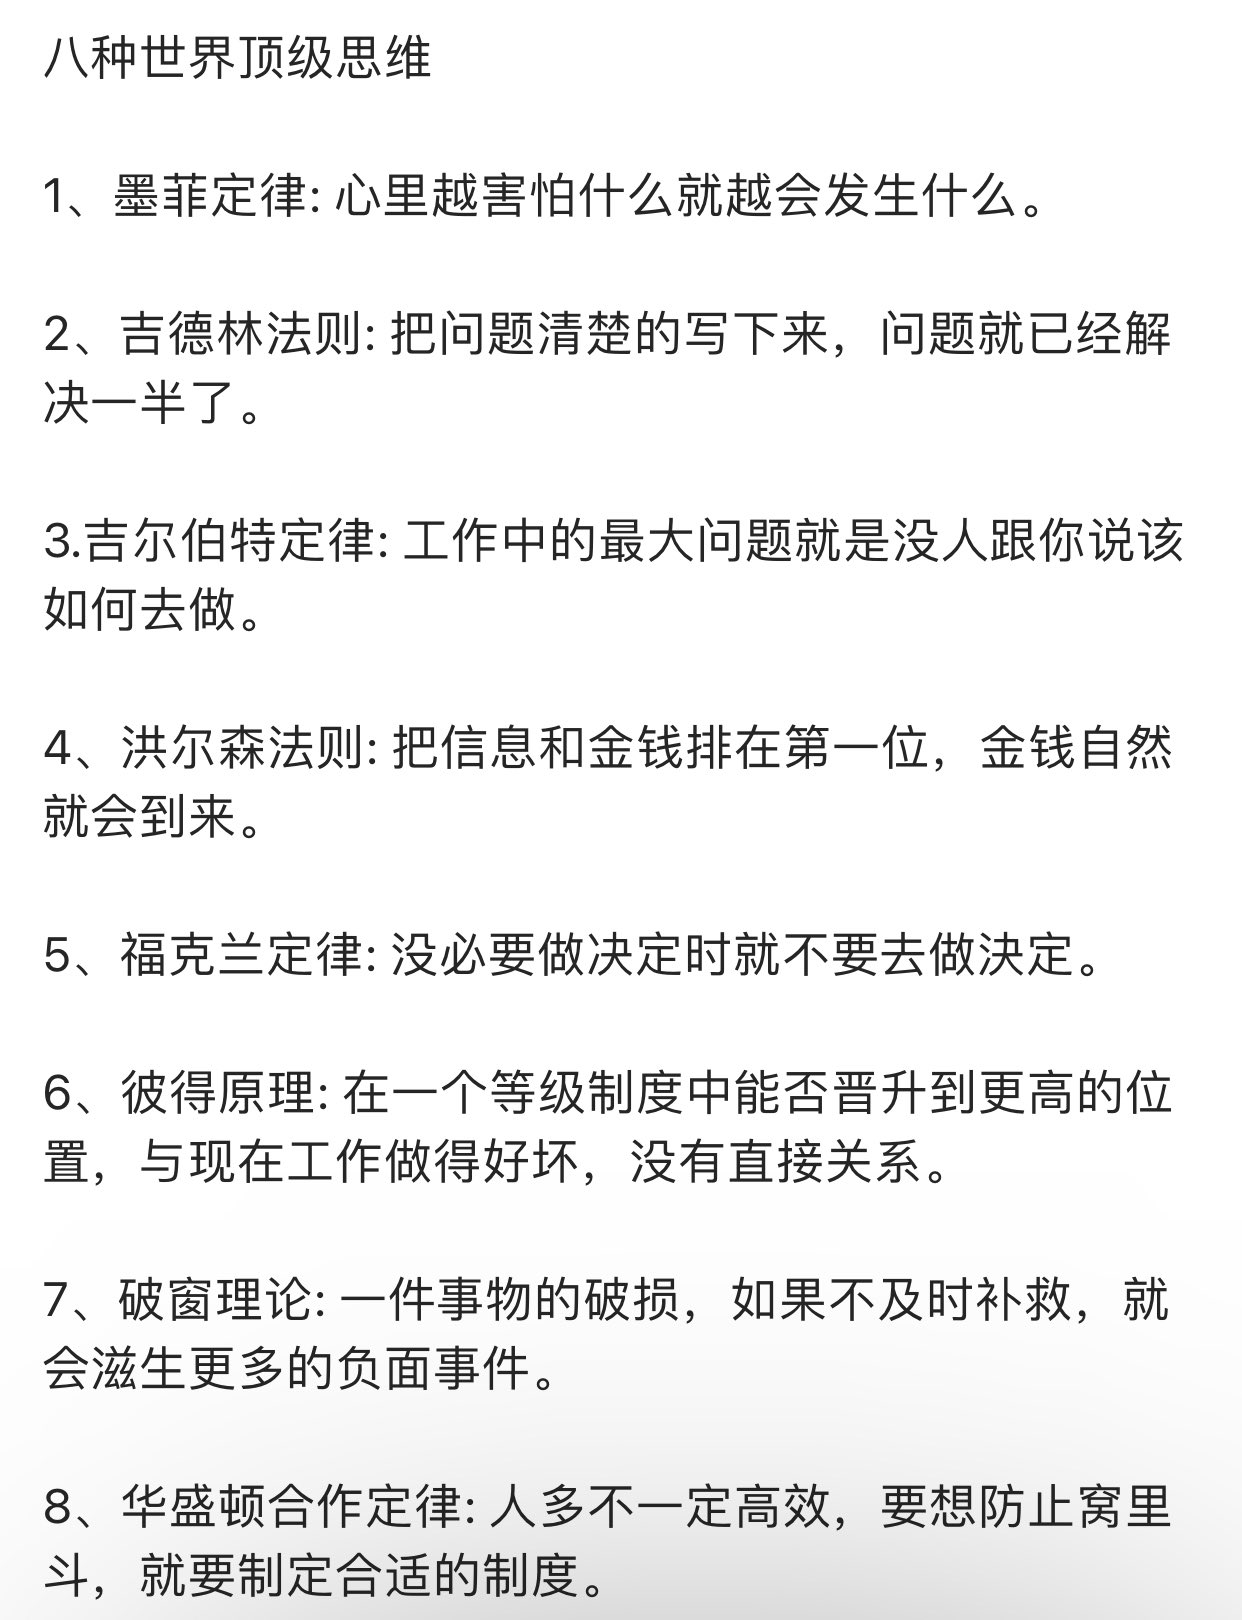 八种世界顶级思维
1、墨菲定律: 心里越害怕什么就越会发生什么。
2、吉德林法则: 把问题清楚的写下来，问题就已经解
决一半了。
3.吉尔伯特定律: 工作中的最大问题就是没人跟你说该
如何去做。
4、洪尔森法则: 把信息和金钱排在第一位，金钱自然
就会到来。
5、福克兰定律: 没必要做决定时就不要去做決定。
6、彼得原理: 在一个等级制度中能否晋升到更高的位
置，与现在工作做得好坏，没有直接关系。
7、破窗理论: 一件事物的破损，如果不及时补救，就
会滋生更多的负面事件。
8、华盛顿合作定律: 人多不一定高效，要想防止窝里
斗，就要制定合适的制度。